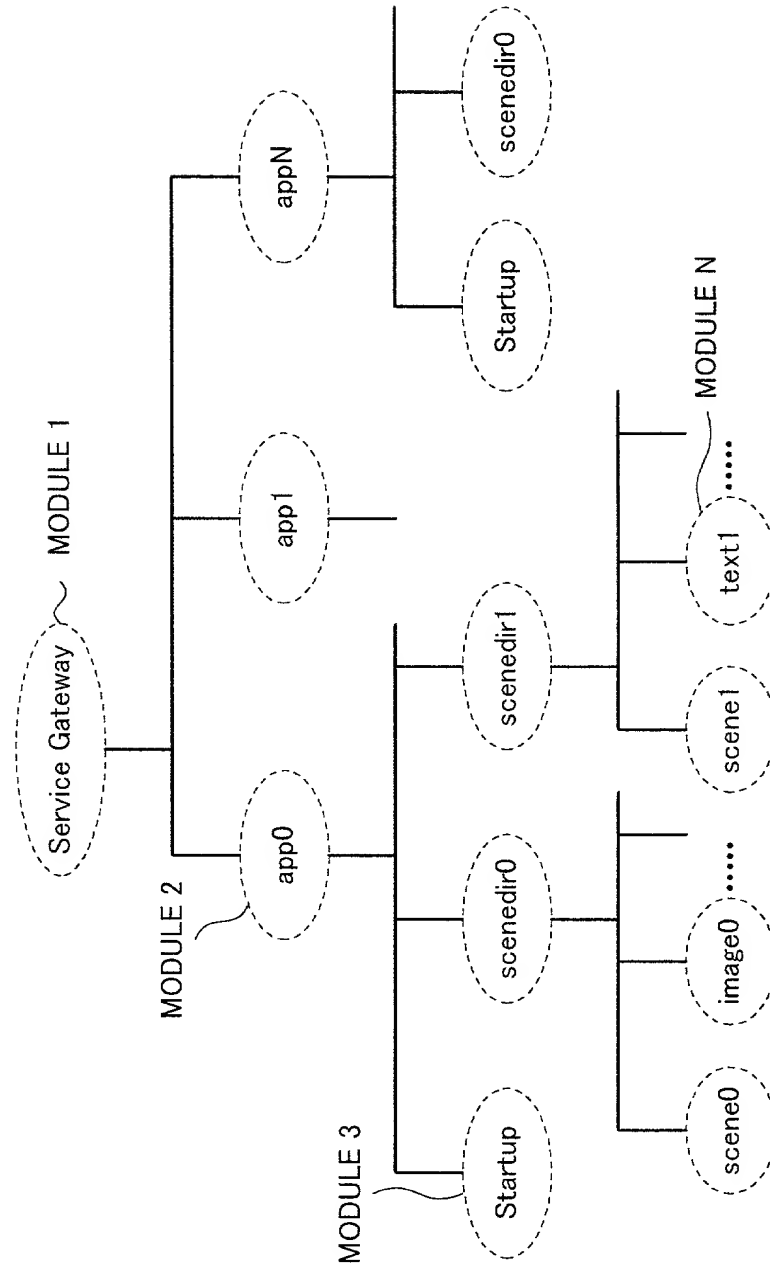 Service Gateway
MODULE 1
MODULE 2
app0
app1
appN
MODULE 3
Startup
scenedir0
scenedir1
Startup
scenedir0
MODULE N
scene0
image0
.....
scene1
text1
.....